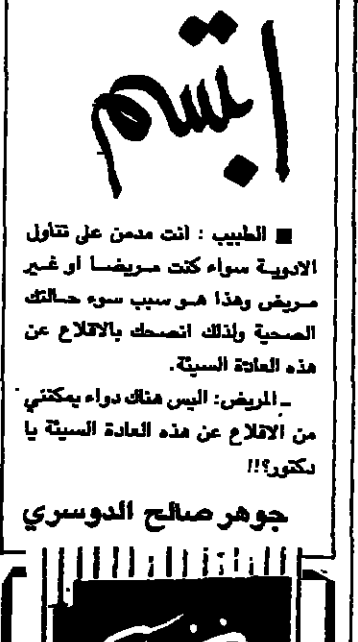 ابتسم
■ الطبيب : انت مدمن على تناول
الادوية سواء كنت مريضا أو غير
مريض وهذا هو سبب سوء حالتك
الصحية ولذلك انصحك بالاقلاع عن
هذه العادة السيئة.
ـ المريض: اليس هناك دواء يمكنني
من الاقلاع عن هذه العادة السيئة يا
دكتور؟!!
جوهر صالح الدوسري